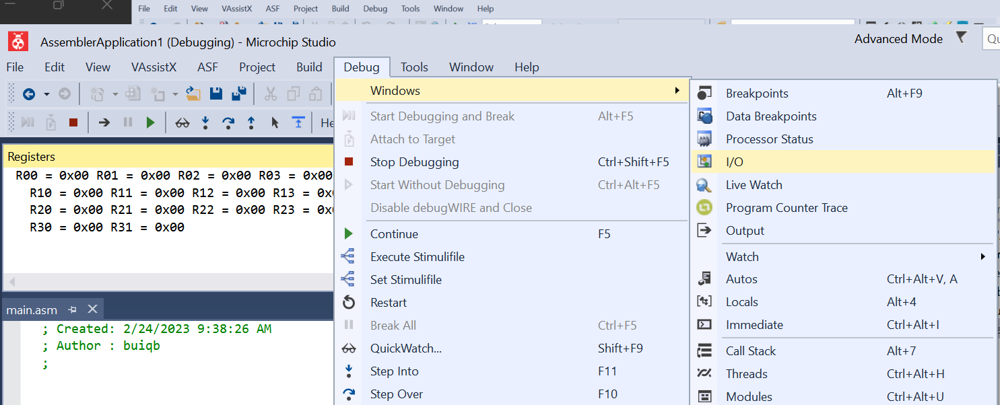 File Edit View VAssistX ASF Project Build Debug Tools Window Help
AssemblerApplication1 (Debugging) - Microchip Studio
Advanced Mode
Qu
File Edit View VAssistX ASF Project Build Debug Tools Window Help
He
Registers
R00 = 0x00 R01 = 0x00 R02 = 0x00 R03 = 0x00
R10 = 0x00 R11 = 0x00 R12 = 0x00 R13 = 0x
R20 = 0x00 R21 = 0x00 R22 = 0x00 R23 = 0x
R30 = 0x00 R31 = 0x00
main.asm
; Created: 2/24/2023 9:38:26 AM
; Author : buiqb
;
Windows
Start Debugging and Break Alt+F5
Attach to Target
Stop Debugging Ctrl+Shift+F5
Start Without Debugging Ctrl+Alt+F5
Disable debugWIRE and Close
Continue F5
Execute Stimulifile
Set Stimulifile
Restart
Break All Ctrl+F5
QuickWatch... Shift+F9
Step Into F11
Step Over F10
Breakpoints Alt+F9
Data Breakpoints
Processor Status
I/O
Live Watch
Program Counter Trace
Output
Watch
Autos Ctrl+Alt+V, A
Locals Alt+4
Immediate Ctrl+Alt+I
Call Stack Alt+7
Threads Ctrl+Alt+H
Modules Ctrl+Alt+U